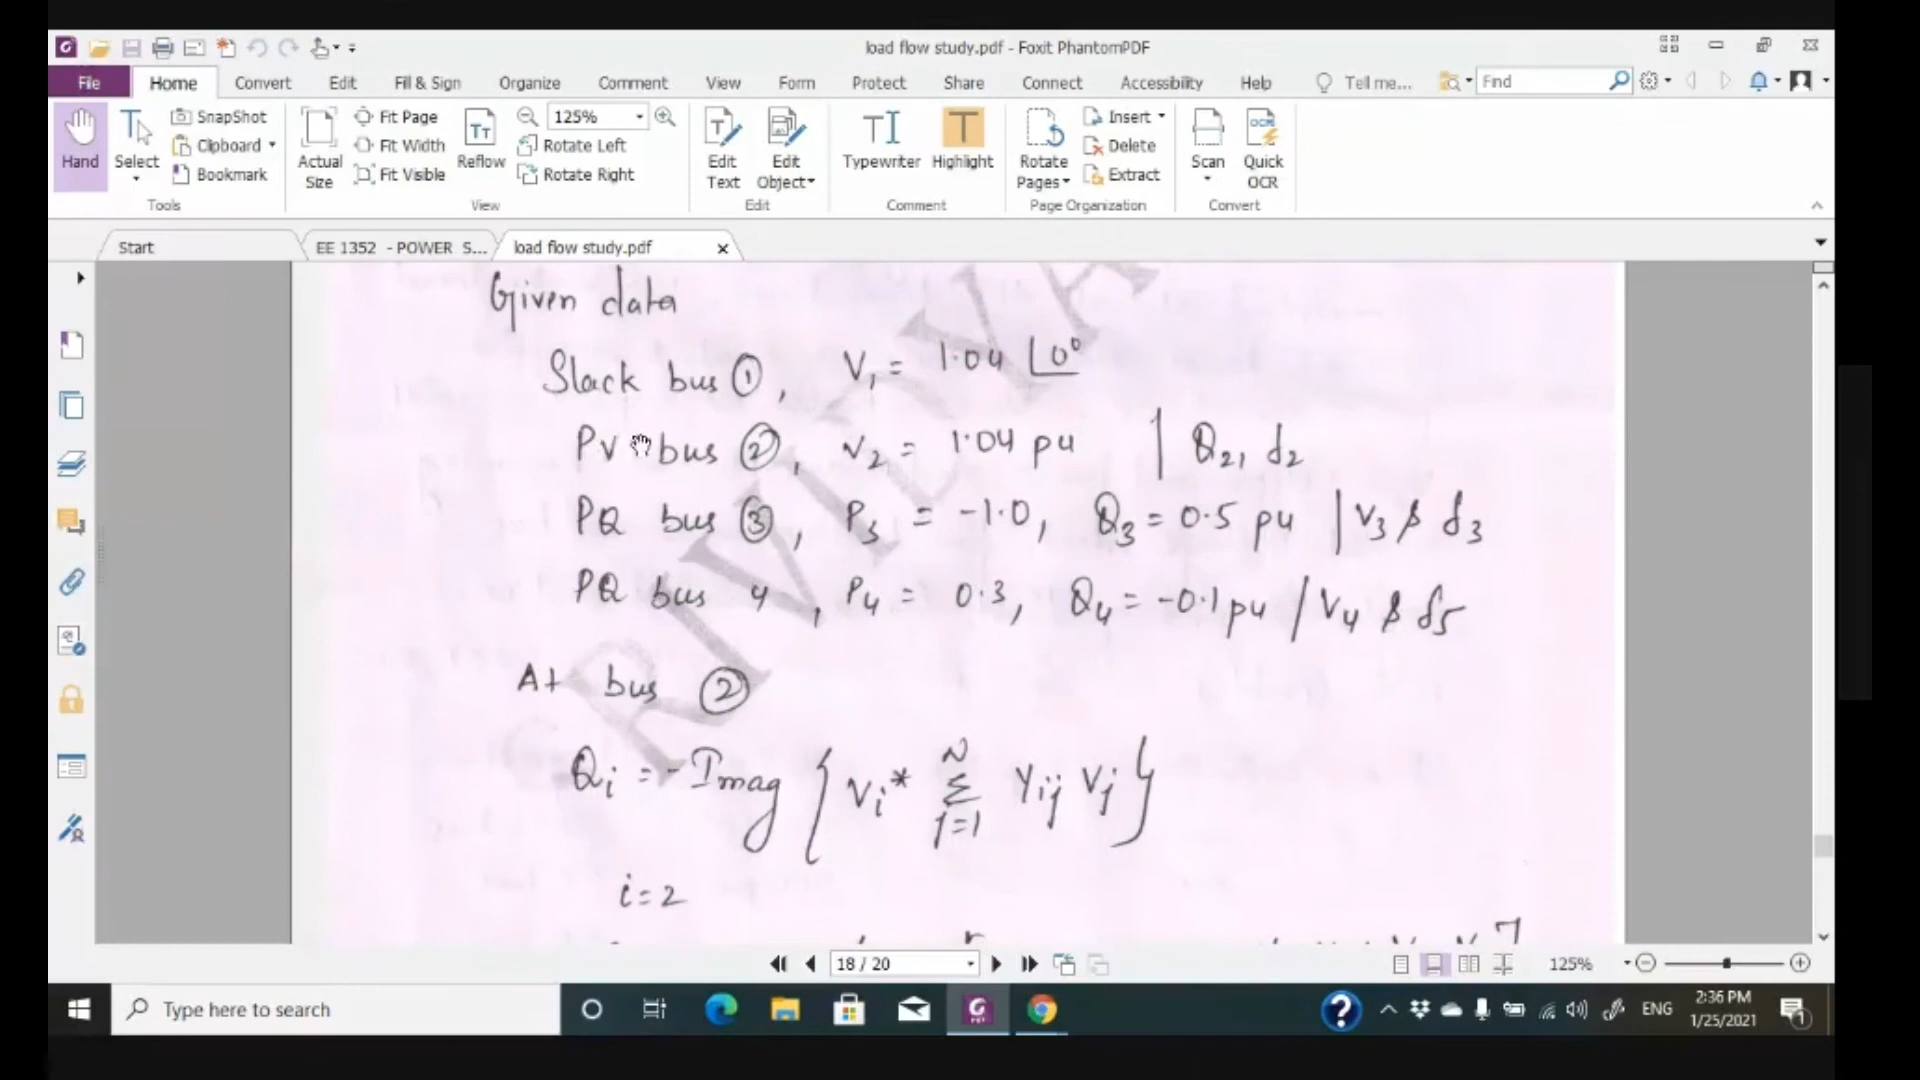 load flow study.pdf - Foxit PhantomPDF
File Home Convert Edit Fill & Sign Organize Comment View Form Protect Share Connect Accessibility Help Tell me... Find
Hand
Select
SnapShot
Clipboard
Bookmark
Tools
Actual Size
Fit Page
Fit Width
Fit Visible
Reflow
125%
Rotate Left
Rotate Right
View
Edit Text
Edit Object
Edit
Typewriter
Highlight
Comment
Rotate Pages
Insert
Delete
Extract
Page Organization
Scan
Quick OCR
Convert
Start EE 1352 - POWER S... load flow study.pdf
Given data
Slack bus ①, V₁ = 1.04 ∟0°
PV bus ②, V₂ = 1.04 pu | Q₂, δ₂
PQ bus ③, P₃ = -1.0, Q₃ = 0.5 pu | V₃ & δ₃
PQ bus 4, P₄ = 0.3, Q₄ = -0.1 pu / V₄ & δ₅
At bus ②
Qᵢ = - Imag { Vᵢ* Σ j=1 N Yᵢⱼ Vⱼ }
i = 2
18 / 20
125%
Type here to search
ENG
2:36 PM
1/25/2021
1